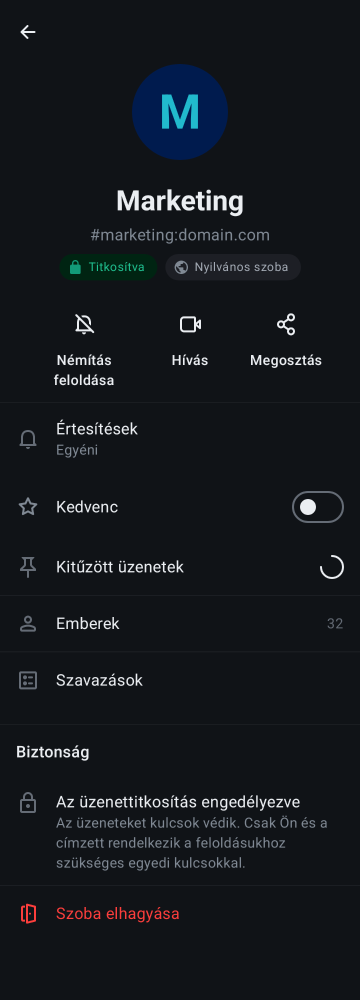 M
Marketing
#marketing:domain.com
Titkosítva
Nyilvános szoba
Némítás
feloldása
Hívás
Megosztás
Értesítések
Egyéni
Kedvenc
Kitűzött üzenetek
Emberek
32
Szavazások
Biztonság
Az üzenettitkosítás engedélyezve
Az üzeneteket kulcsok védik. Csak Ön és a
címzett rendelkezik a feloldásukhoz
szükséges egyedi kulcsokkal.
Szoba elhagyása